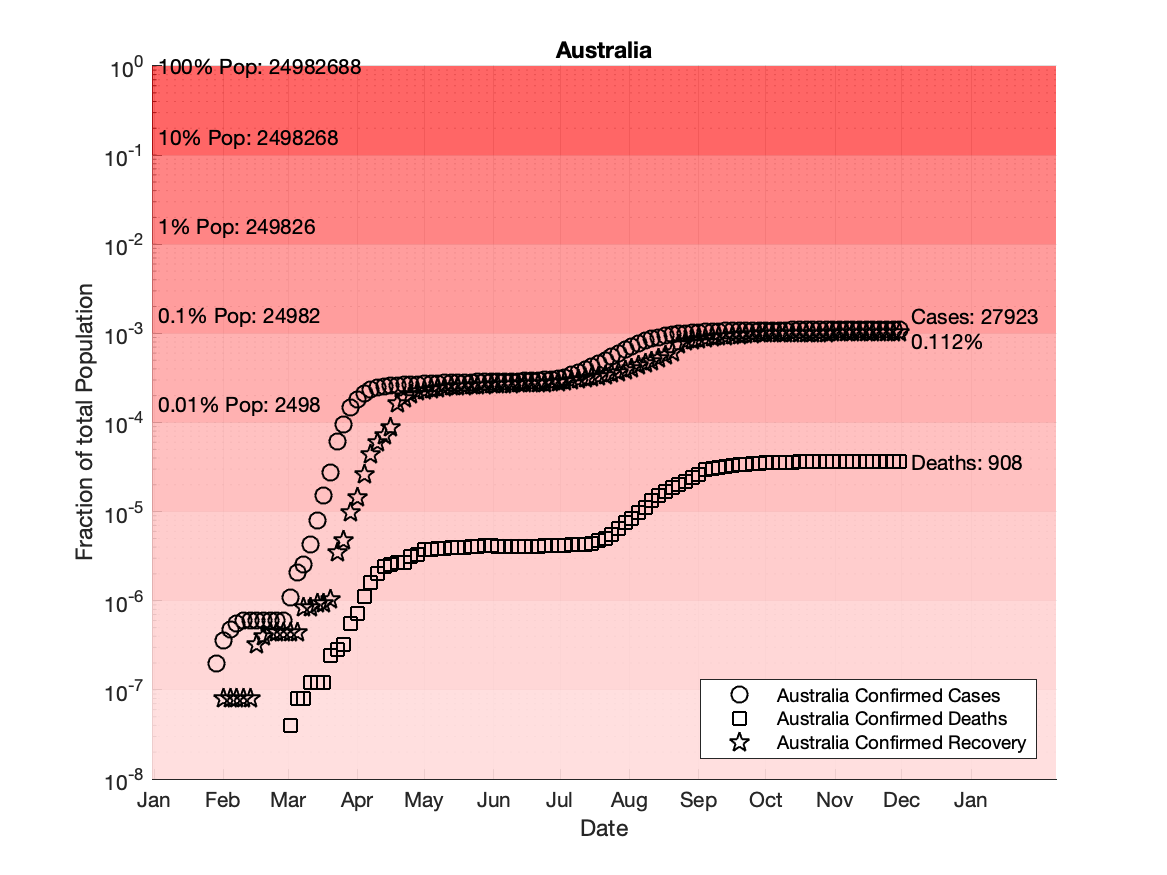 Australia
Fraction of total Population
10^0
10^-1
10^-2
10^-3
10^-4
10^-5
10^-6
10^-7
10^-8
100% Pop: 24982688
10% Pop: 2498268
1% Pop: 249826
0.1% Pop: 24982
0.01% Pop: 2498
Cases: 27923
0.112%
Deaths: 908
Australia Confirmed Cases
Australia Confirmed Deaths
Australia Confirmed Recovery
Jan Feb Mar Apr May Jun Jul Aug Sep Oct Nov Dec Jan
Date